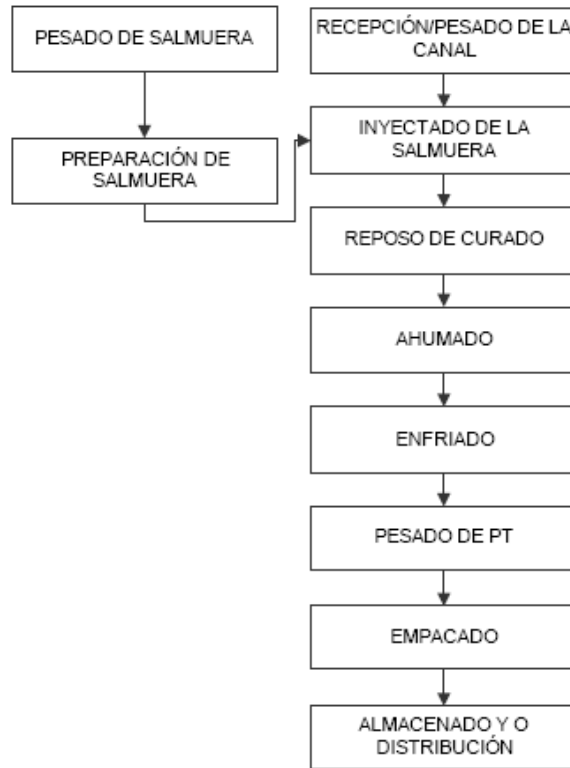 PESADO DE SALMUERA
PREPARACIÓN DE
SALMUERA
RECEPCIÓN/PESADO DE LA
CANAL
INYECTADO DE LA
SALMUERA
REPOSO DE CURADO
AHUMADO
ENFRIADO
PESADO DE PT
EMPACADO
ALMACENADO Y O
DISTRIBUCIÓN